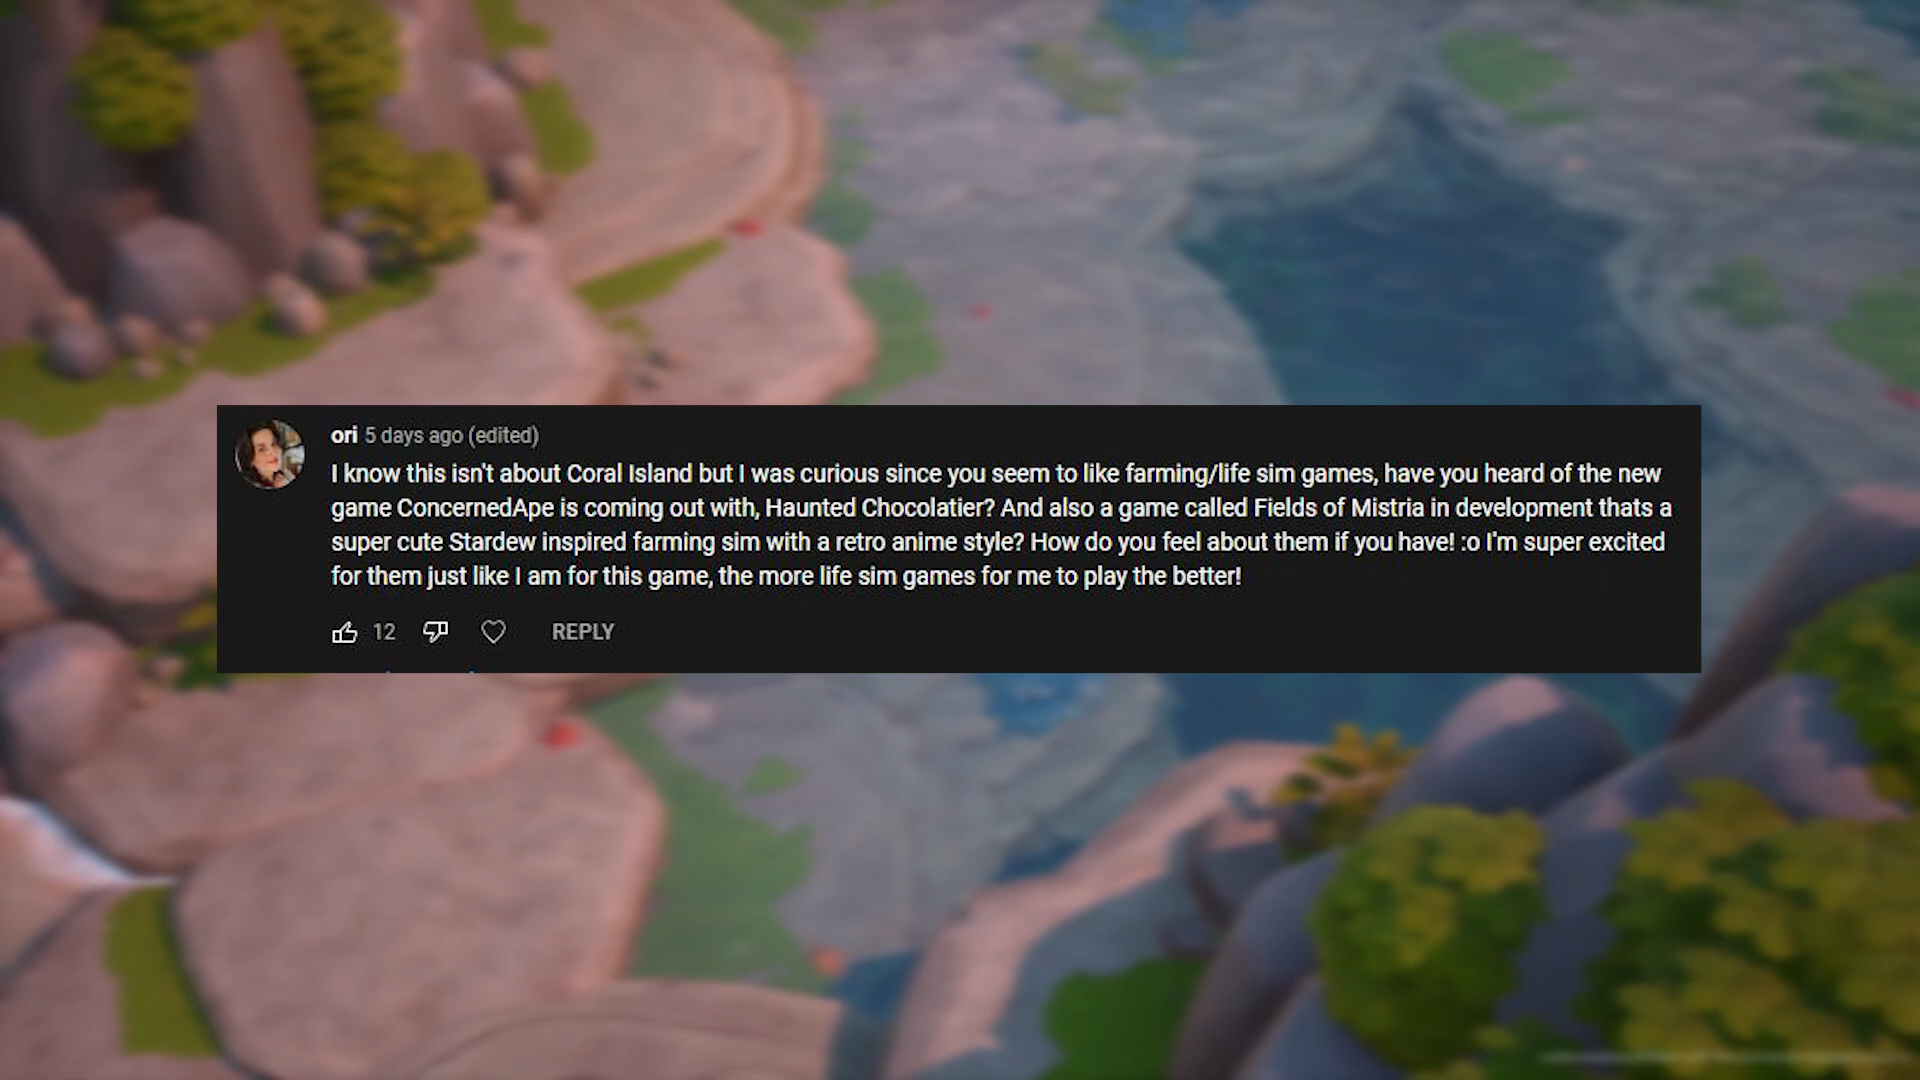 ori 5 days ago (edited)
I know this isn't about Coral Island but I was curious since you seem to like farming/life sim games, have you heard of the new
game ConcernedApe is coming out with, Haunted Chocolatier? And also a game called Fields of Mistria in development thats a
super cute Stardew inspired farming sim with a retro anime style? How do you feel about them if you have! :o I'm super excited
for them just like I am for this game, the more life sim games for me to play the better!
12 REPLY